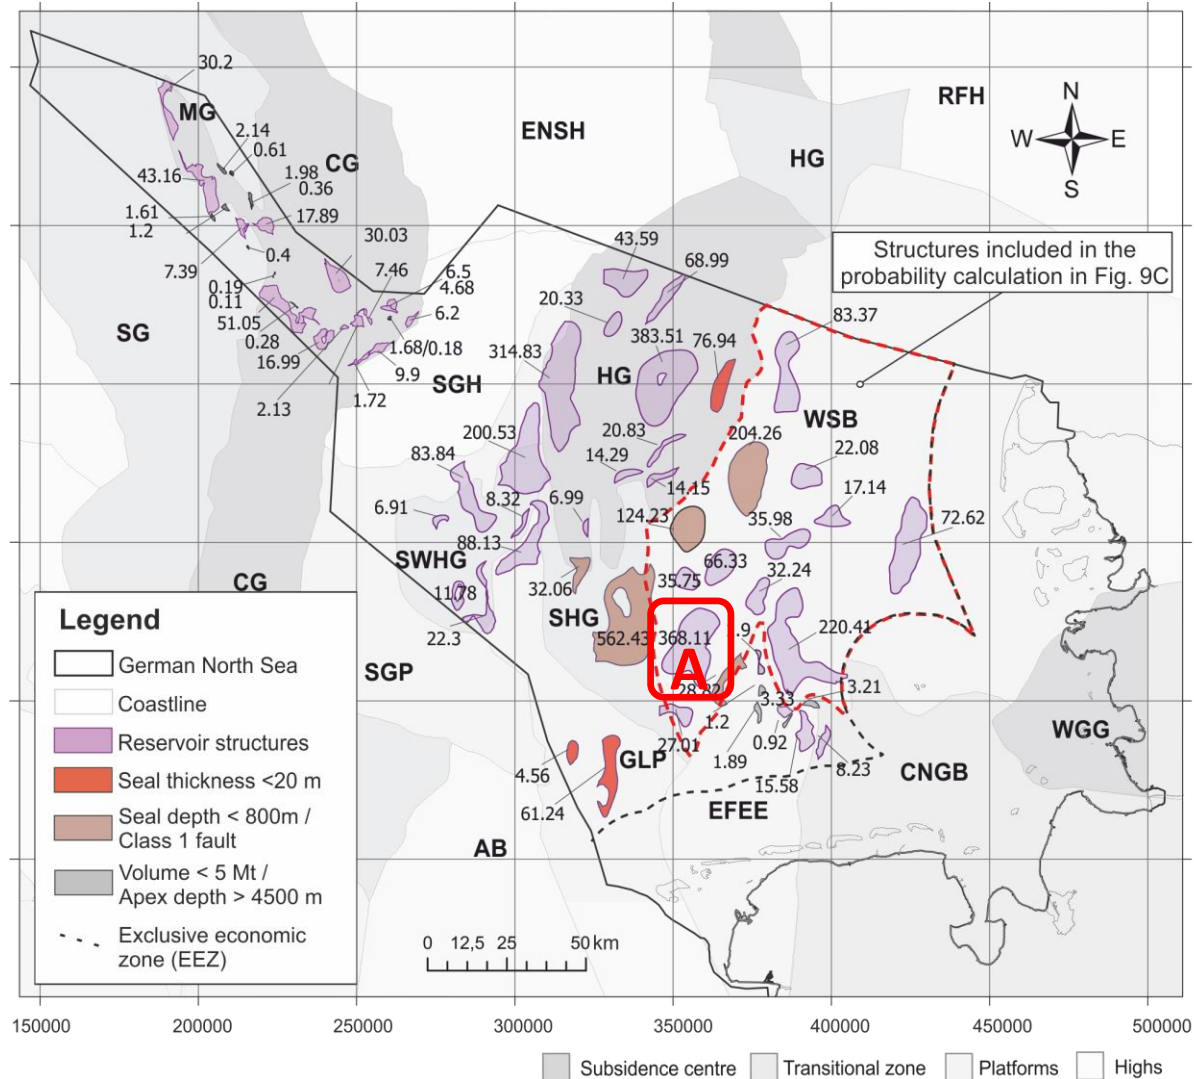 30.2
MG
2.14
0.61
CG
ENSH
RFH
N
W
E
S
HG
43.16
1.98
0.36
1.61
1.2
17.89
30.03
7.39
0.4
7.46
6.5
4.68
43.59
68.99
Structures included in the
probability calculation in Fig. 9C
0.19
0.11
51.05
0.28
16.99
6.2
20.33
83.37
SG
1.68/0.18
9.9
SGH
314.83
383.51
76.94
HG
2.13
1.72
WSB
200.53
20.83
204.26
22.08
83.84
14.29
14.15
17.14
6.91
8.32
6.99
124.23
35.98
72.62
88.13
SWHG
66.33
CG
11.78
32.06
35.75
32.24
SHG
22.3
562.43
368.11
.9
220.41
A
SGP
28.82
3.33
3.21
1.2
WGG
27.01
0.92
1.89
4.56
GLP
8.23
CNGB
15.58
61.24
EFEE
AB
Legend
German North Sea
Coastline
Reservoir structures
Seal thickness <20 m
Seal depth < 800m /
Class 1 fault
Volume < 5 Mt /
Apex depth > 4500 m
Exclusive economic
zone (EEZ)
0 12,5 25 50 km
150000 200000 250000 300000 350000 400000 450000 500000
Subsidence centre Transitional zone Platforms Highs